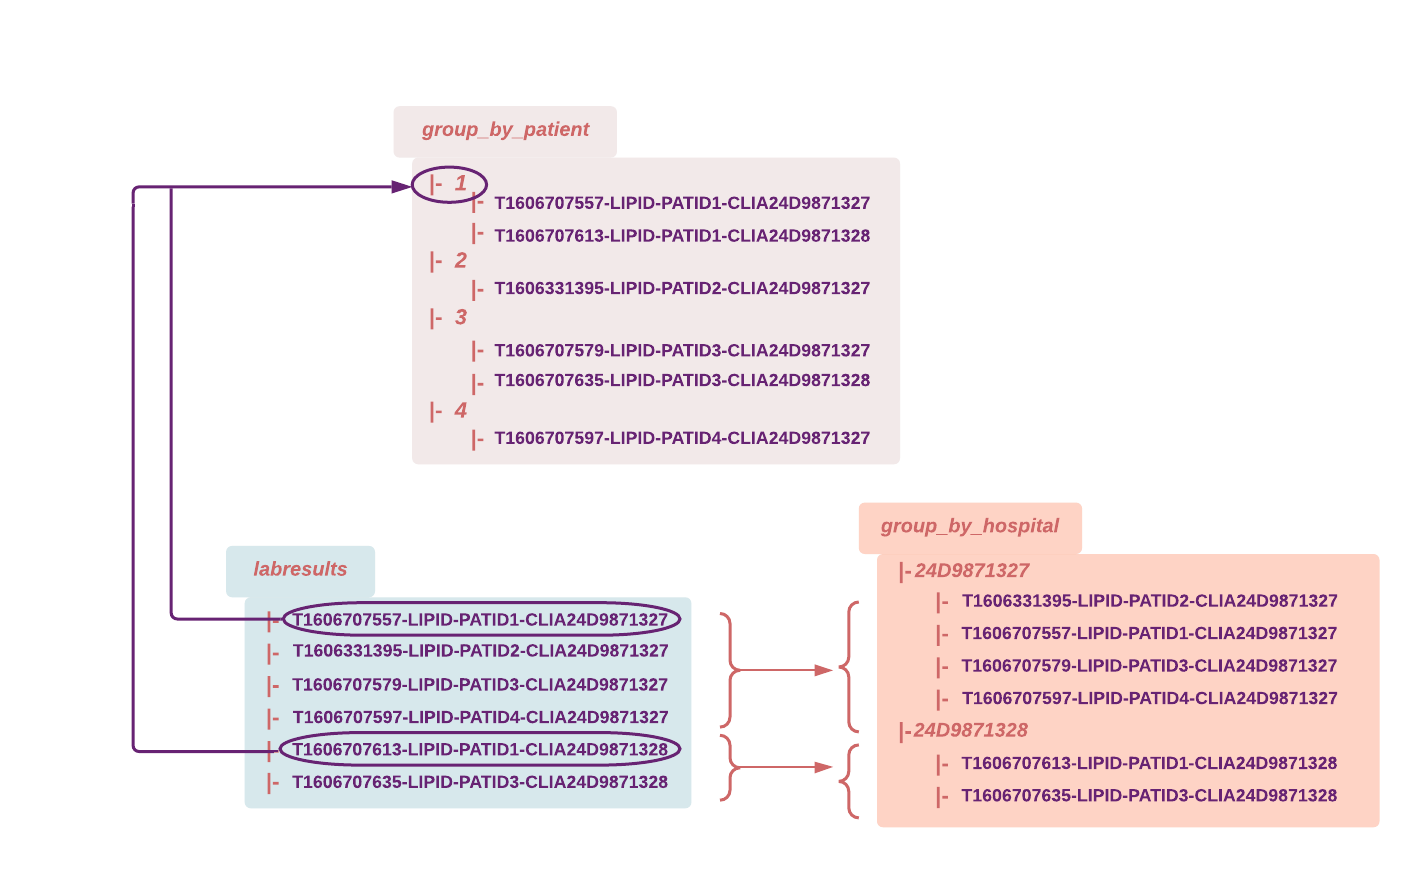 group_by_patient
|- 1
|- T1606707557-LIPID-PATID1-CLIA24D9871327
|- T1606707613-LIPID-PATID1-CLIA24D9871328
|- 2
|- T1606331395-LIPID-PATID2-CLIA24D9871327
|- 3
|- T1606707579-LIPID-PATID3-CLIA24D9871327
|- T1606707635-LIPID-PATID3-CLIA24D9871328
|- 4
|- T1606707597-LIPID-PATID4-CLIA24D9871327
labresults
|- T1606707557-LIPID-PATID1-CLIA24D9871327
|- T1606331395-LIPID-PATID2-CLIA24D9871327
|- T1606707579-LIPID-PATID3-CLIA24D9871327
|- T1606707597-LIPID-PATID4-CLIA24D9871327
|- T1606707613-LIPID-PATID1-CLIA24D9871328
|- T1606707635-LIPID-PATID3-CLIA24D9871328
group_by_hospital
|-24D9871327
|- T1606331395-LIPID-PATID2-CLIA24D9871327
|- T1606707557-LIPID-PATID1-CLIA24D9871327
|- T1606707579-LIPID-PATID3-CLIA24D9871327
|- T1606707597-LIPID-PATID4-CLIA24D9871327
|-24D9871328
|- T1606707613-LIPID-PATID1-CLIA24D9871328
|- T1606707635-LIPID-PATID3-CLIA24D9871328